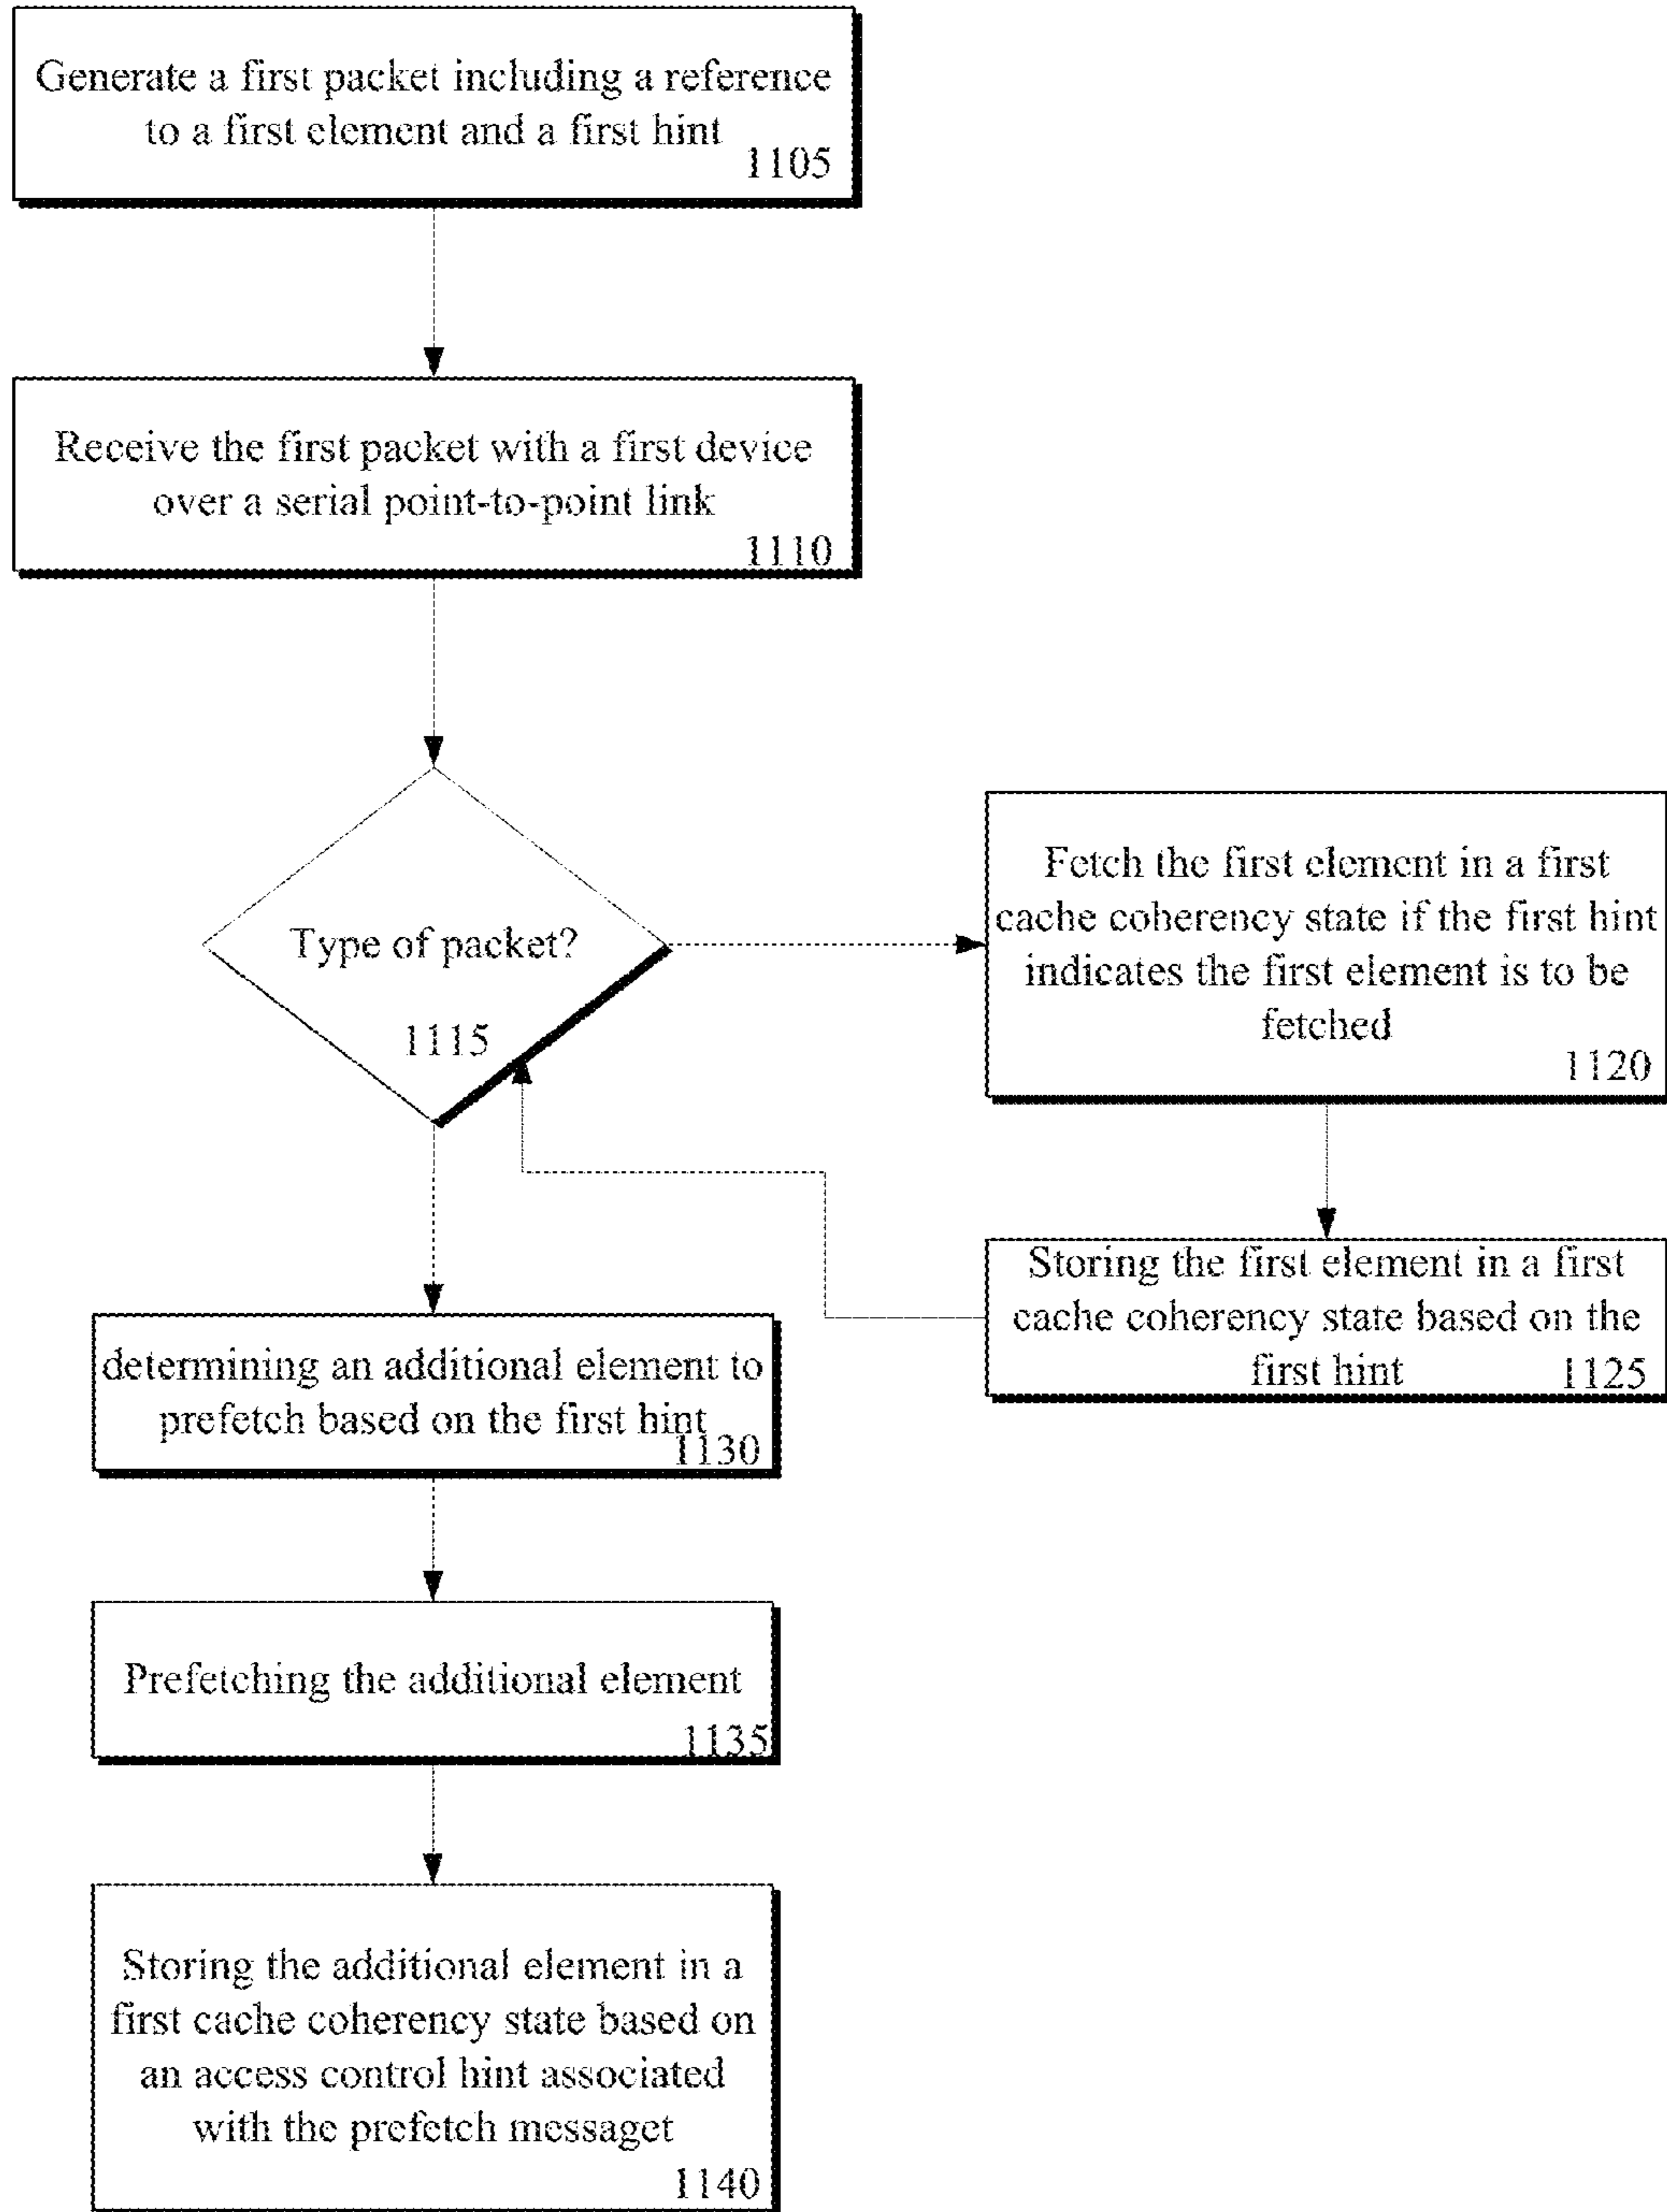 Generate a first packet including a reference
to a first element and a first hint
1105
Receive the first packet with a first device
over a serial point-to-point link
1110
Type of packet?
1115
Fetch the first element in a first
cache coherency state if the first hint
indicates the first element is to be
fetched
1120
Storing the first element in a first
cache coherency state based on the
first hint
1125
determining an additional element to
prefetch based on the first hint
1130
Prefetching the additional element
1135
Storing the additional element in a
first cache coherency state based on
an access control hint associated
with the prefetch messaget
1140